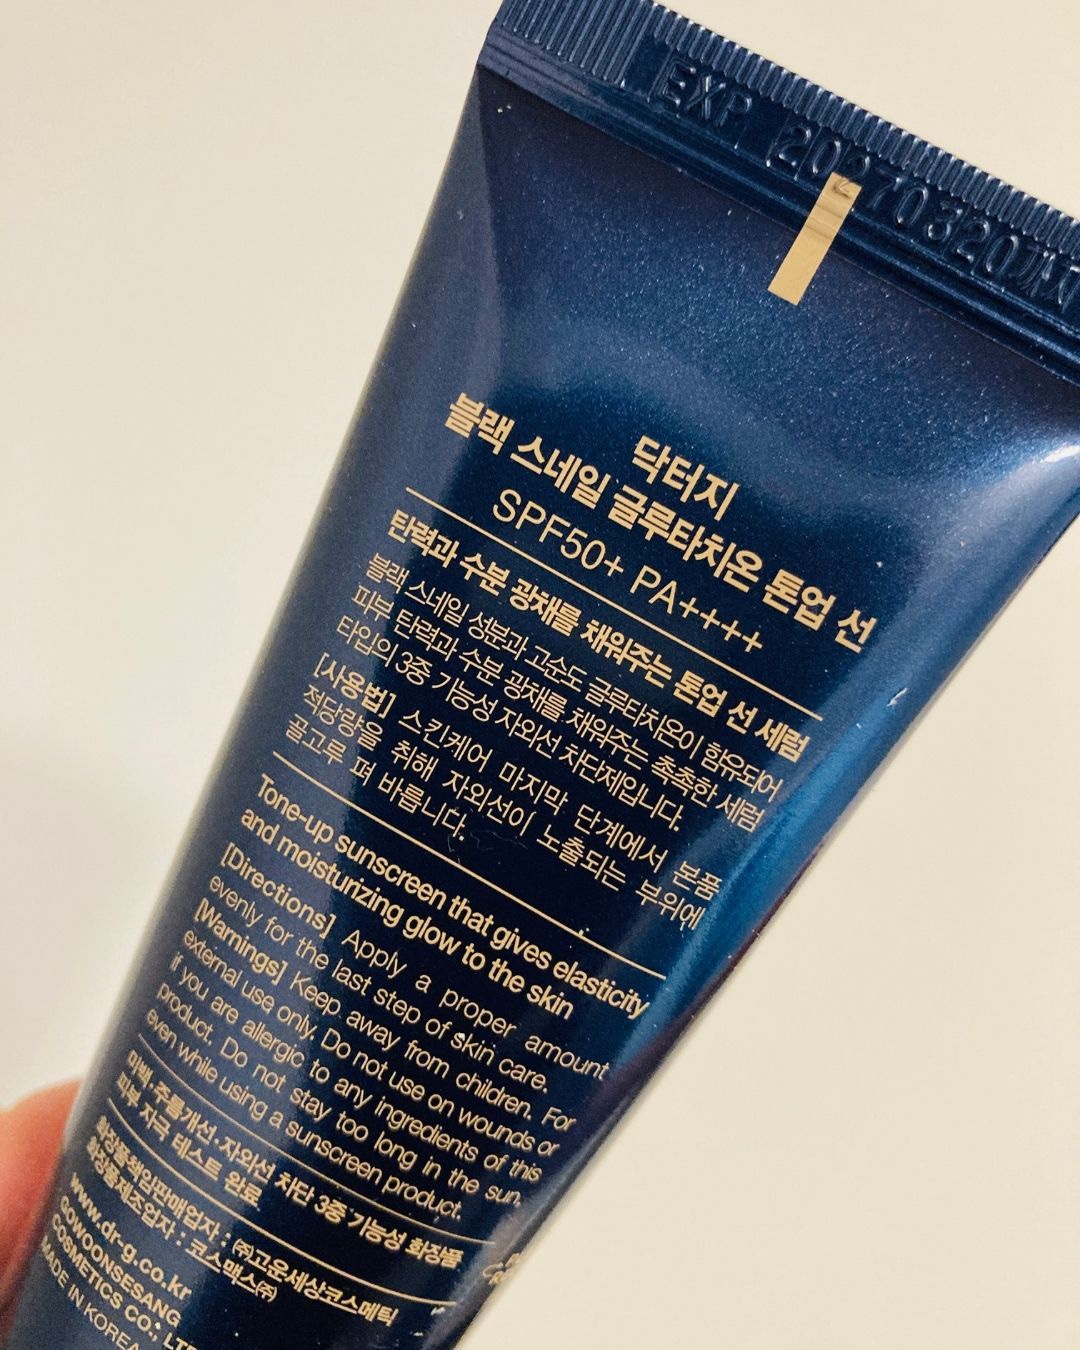 EXP 20270320까지
닥터지
블랙 스네일 글루타치온 톤업 선
SPF50+ PA++++
탄력과 수분 광채를 채워주는 톤업 선 세럼
블랙 스네일 성분과 고순도 글루타치온이 함유되어
피부 탄력과 수분 광채를 채워주는 촉촉한 세럼
타입의 3중 기능성 자외선 차단제입니다.
[사용법] 스킨케어 마지막 단계에서 본품
적당량을 취해 자외선이 노출되는 부위에
골고루 펴 바릅니다.
Tone-up sunscreen that gives elasticity
and moisturizing glow to the skin
[Directions] Apply a proper amount
evenly for the last step of skin care.
[Warnings] Keep away from children. For
external use only. Do not use on wounds or
if you are allergic to any ingredients of this
product. Do not stay too long in the sun,
even while using a sunscreen product.
미백·주름개선·자외선 차단 3중 기능성 화장품
피부 자극 테스트 완료
화장품책임판매업자 : ㈜고운세상코스메틱
화장품제조업자 : 코스맥스㈜
www.dr-g.co.kr
GOWOONSESANG
COSMETICS CO., LTD
MADE IN KOREA